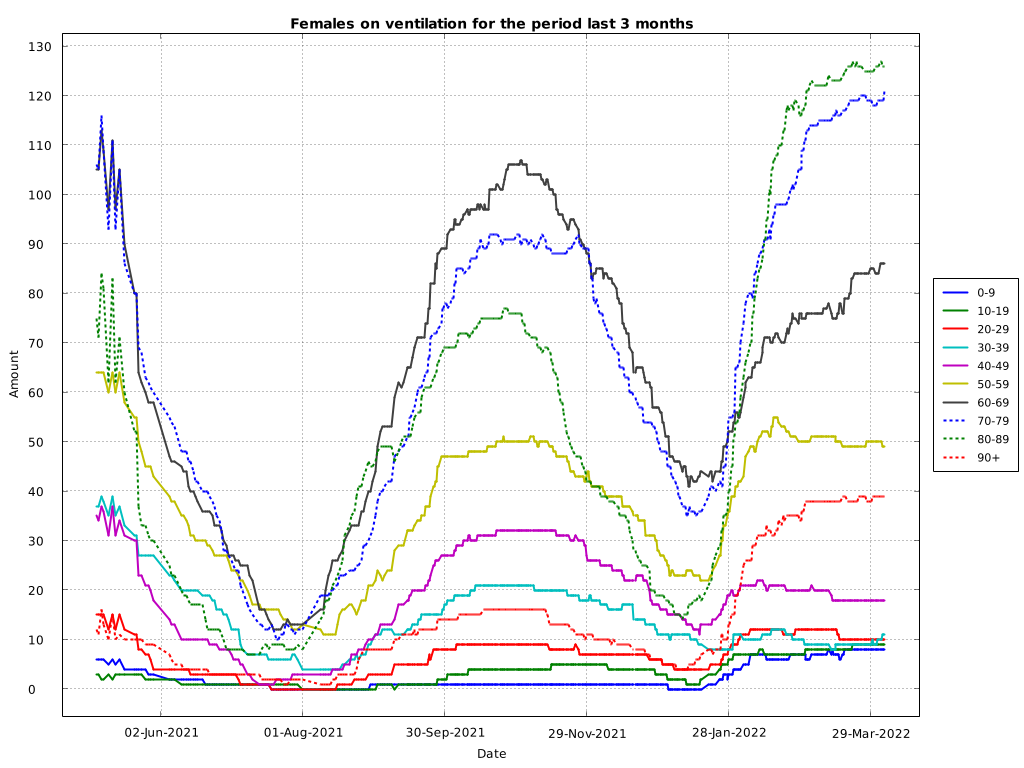 Females on ventilation for the period last 3 months
130
120
110
100
90
80
70
60
50
40
30
20
10
0
Amount
02-Jun-2021
01-Aug-2021
30-Sep-2021
29-Nov-2021
28-Jan-2022
29-Mar-2022
Date
0-9
10-19
20-29
30-39
40-49
50-59
60-69
70-79
80-89
90+